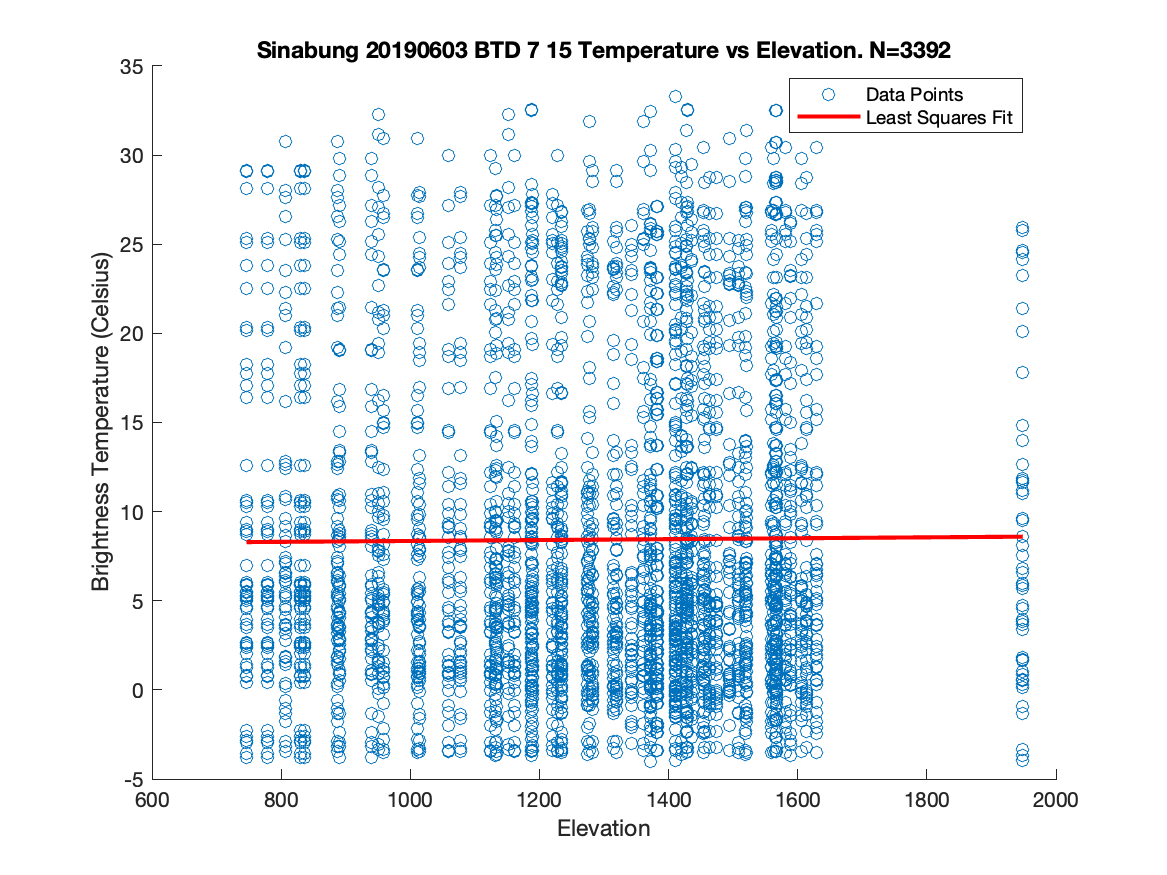 Sinabung 20190603 BTD 7 15 Temperature vs Elevation. N=3392
Data Points
Least Squares Fit
Brightness Temperature (Celsius)
35
30
25
20
15
10
5
0
-5
600 800 1000 1200 1400 1600 1800 2000
Elevation